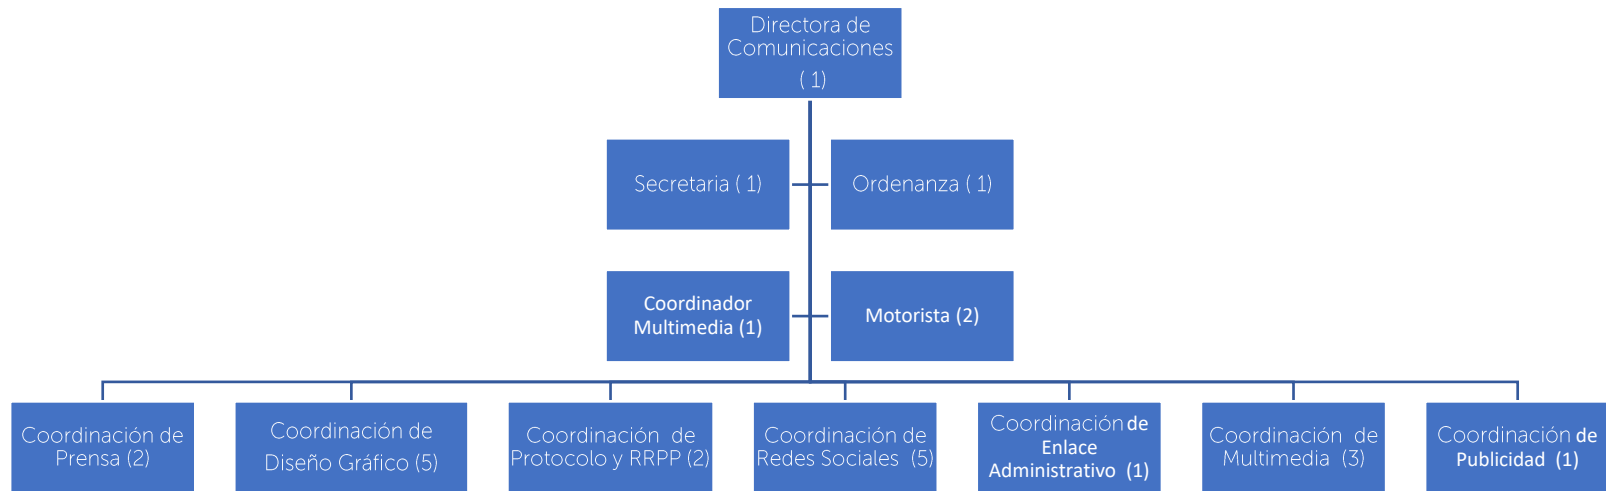 Directora de
Comunicaciones
( 1)
Secretaria ( 1)
Ordenanza ( 1)
Coordinador
Multimedia (1)
Motorista (2)
Coordinación de
Prensa (2)
Coordinación de
Diseño Gráfico (5)
Coordinación de
Protocolo y RRPP (2)
Coordinación de
Redes Sociales (5)
Coordinación de
Enlace
Administrativo (1)
Coordinación de
Multimedia (3)
Coordinación de
Publicidad (1)